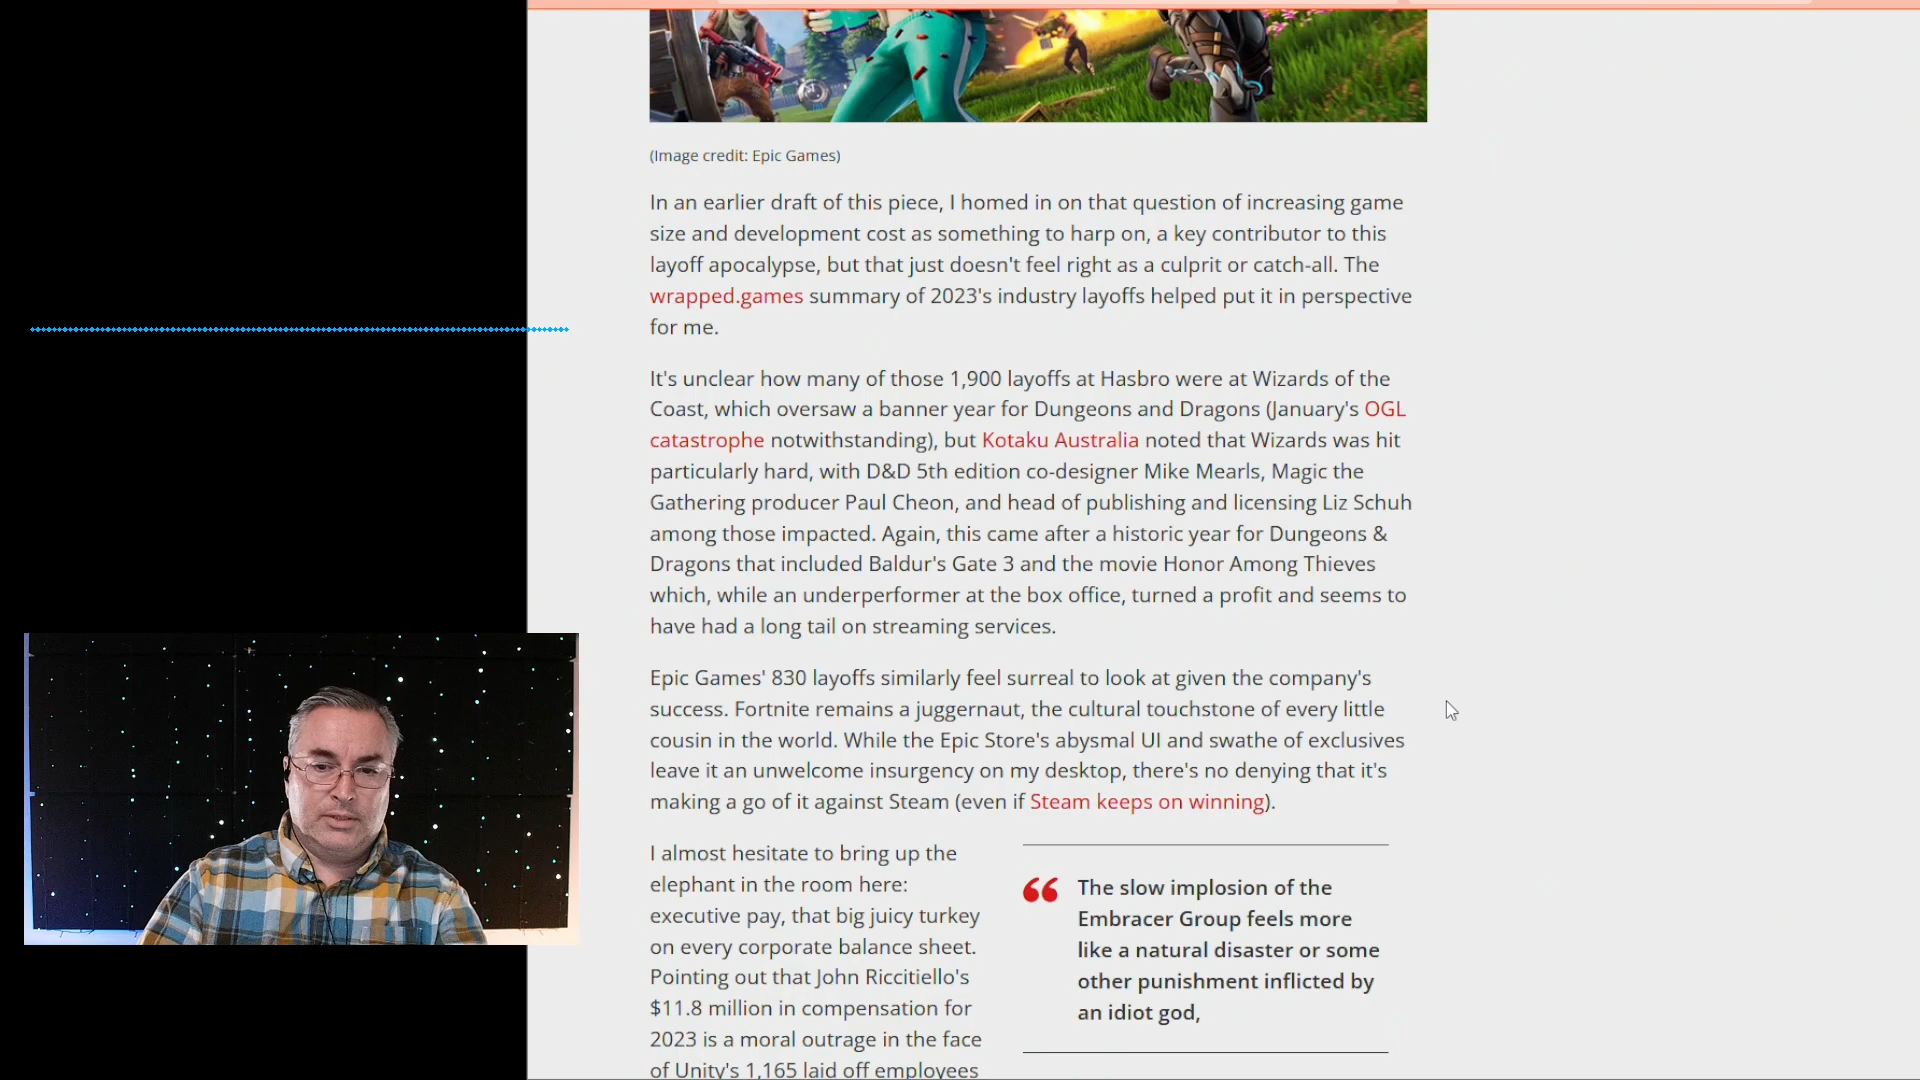 (Image credit: Epic Games)
In an earlier draft of this piece, I homed in on that question of increasing game
size and development cost as something to harp on, a key contributor to this
layoff apocalypse, but that just doesn't feel right as a culprit or catch-all. The
wrapped.games summary of 2023's industry layoffs helped put it in perspective
for me.
It's unclear how many of those 1,900 layoffs at Hasbro were at Wizards of the
Coast, which oversaw a banner year for Dungeons and Dragons (January's OGL
catastrophe notwithstanding), but Kotaku Australia noted that Wizards was hit
particularly hard, with D&D 5th edition co-designer Mike Mearls, Magic the
Gathering producer Paul Cheon, and head of publishing and licensing Liz Schuh
among those impacted. Again, this came after a historic year for Dungeons &
Dragons that included Baldur's Gate 3 and the movie Honor Among Thieves
which, while an underperformer at the box office, turned a profit and seems to
have had a long tail on streaming services.
Epic Games' 830 layoffs similarly feel surreal to look at given the company's
success. Fortnite remains a juggernaut, the cultural touchstone of every little
cousin in the world. While the Epic Store's abysmal UI and swathe of exclusives
leave it an unwelcome insurgency on my desktop, there's no denying that it's
making a go of it against Steam (even if Steam keeps on winning).
I almost hesitate to bring up the
elephant in the room here:
executive pay, that big juicy turkey
on every corporate balance sheet.
Pointing out that John Riccitiello's
$11.8 million in compensation for
2023 is a moral outrage in the face
of Unity's 1,165 laid off employees
The slow implosion of the
Embracer Group feels more
like a natural disaster or some
other punishment inflicted by
an idiot god,